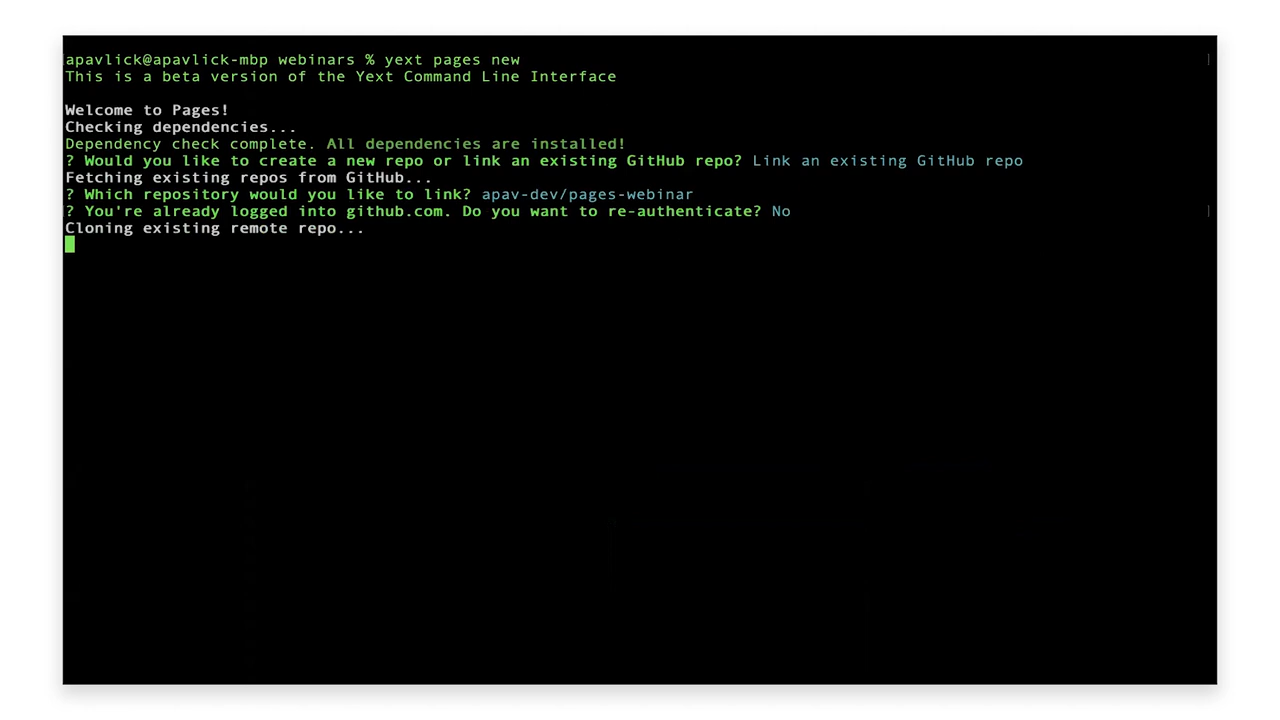 apavlick@apavlick-mbp webinars % yext pages new
This is a beta version of the Yext Command Line Interface
Welcome to Pages!
Checking dependencies...
Dependency check complete. All dependencies are installed!
? Would you like to create a new repo or link an existing GitHub repo? Link an existing GitHub repo
Fetching existing repos from GitHub...
? Which repository would you like to link? apav-dev/pages-webinar
? You're already logged into github.com. Do you want to re-authenticate? No
Cloning existing remote repo...